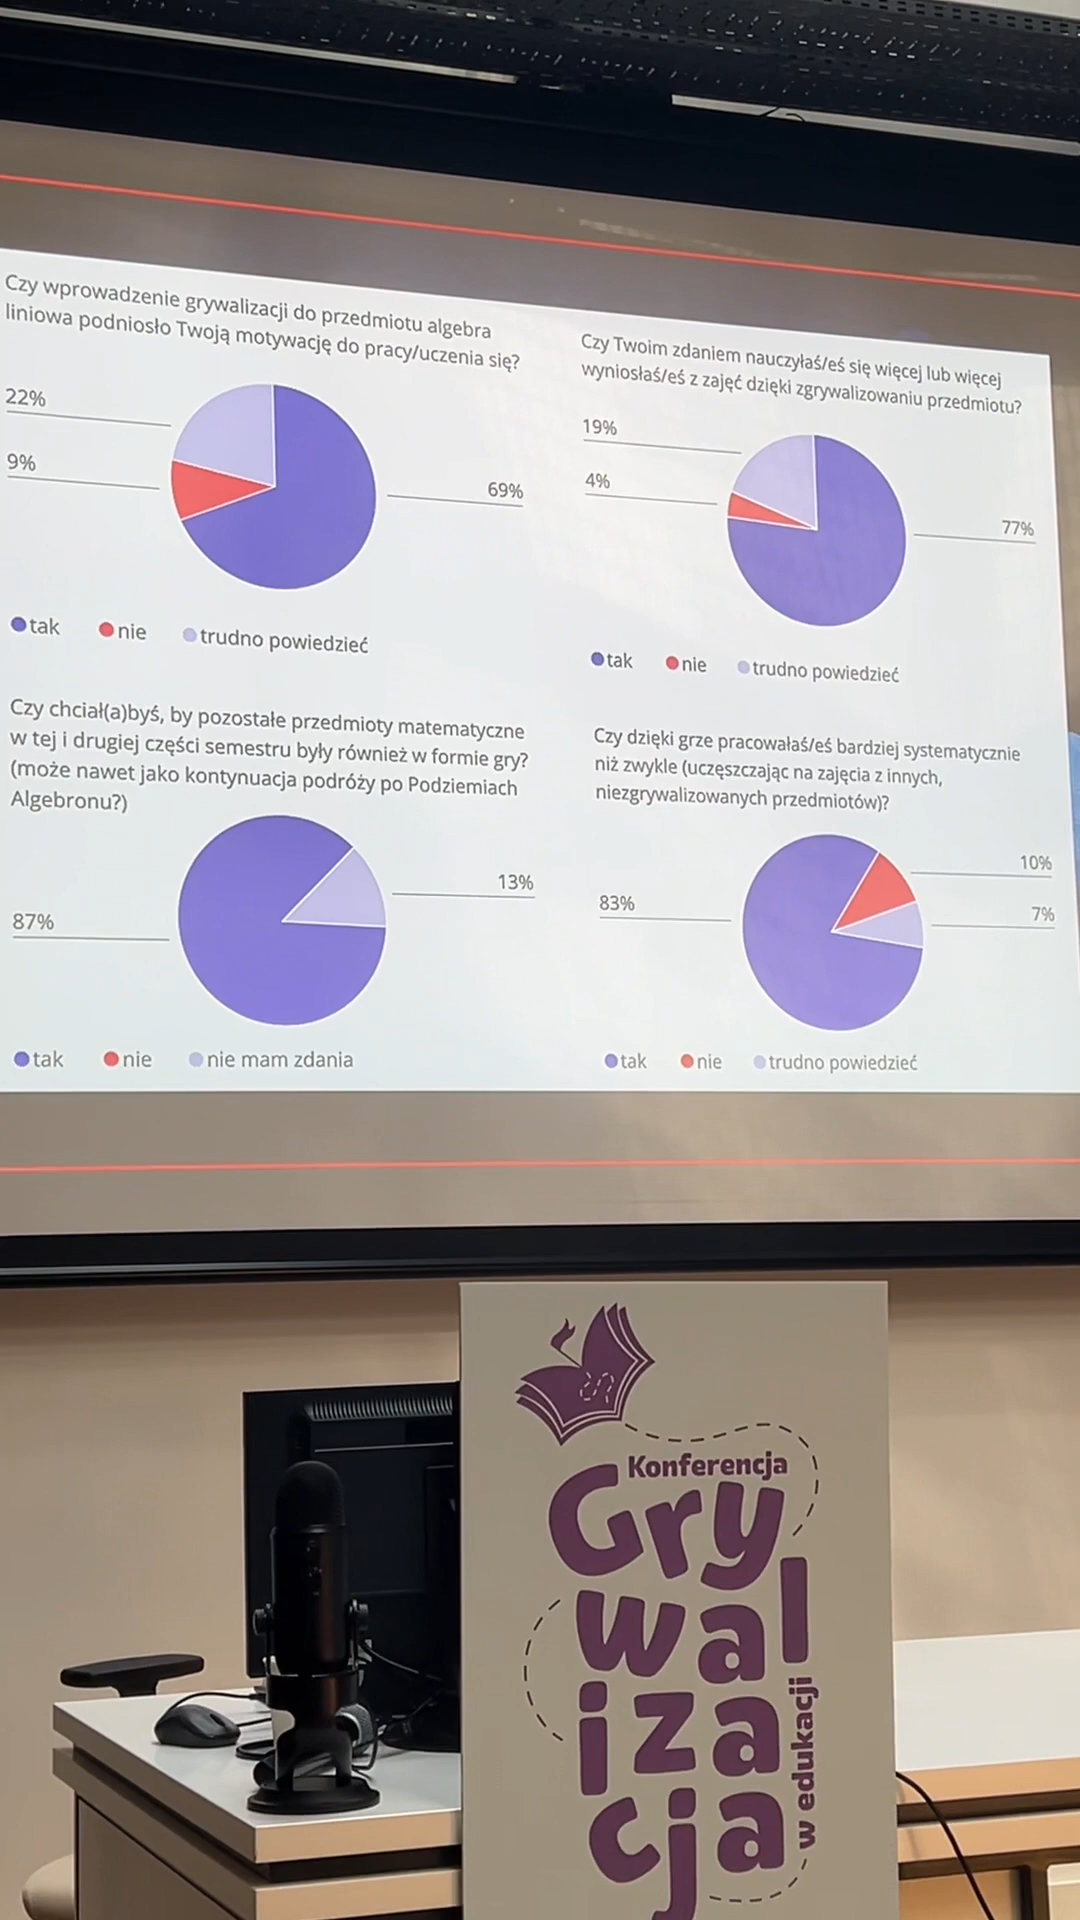 Czy wprowadzenie grywalizacji do przedmiotu algebra
liniowa podniosło Twoją motywację do pracy/uczenia się?
22%
9%
69%
tak
nie
trudno powiedzieć
Czy Twoim zdaniem nauczyłaś/eś się więcej lub więcej
wyniosłaś/eś z zajęć dzięki zgrywalizowaniu przedmiotu?
19%
4%
77%
tak
nie
trudno powiedzieć
Czy chciał(a)byś, by pozostałe przedmioty matematyczne
w tej i drugiej części semestru były również w formie gry?
(może nawet jako kontynuacja podróży po Podziemiach
Algebronu?)
13%
87%
tak
nie
nie mam zdania
Czy dzięki grze pracowałaś/eś bardziej systematycznie
niż zwykle (uczęszczając na zajęcia z innych,
niezgrywalizowanych przedmiotów)?
10%
83%
7%
tak
nie
trudno powiedzieć
Konferencja
Gry
wal
iza
cja
w edukacji